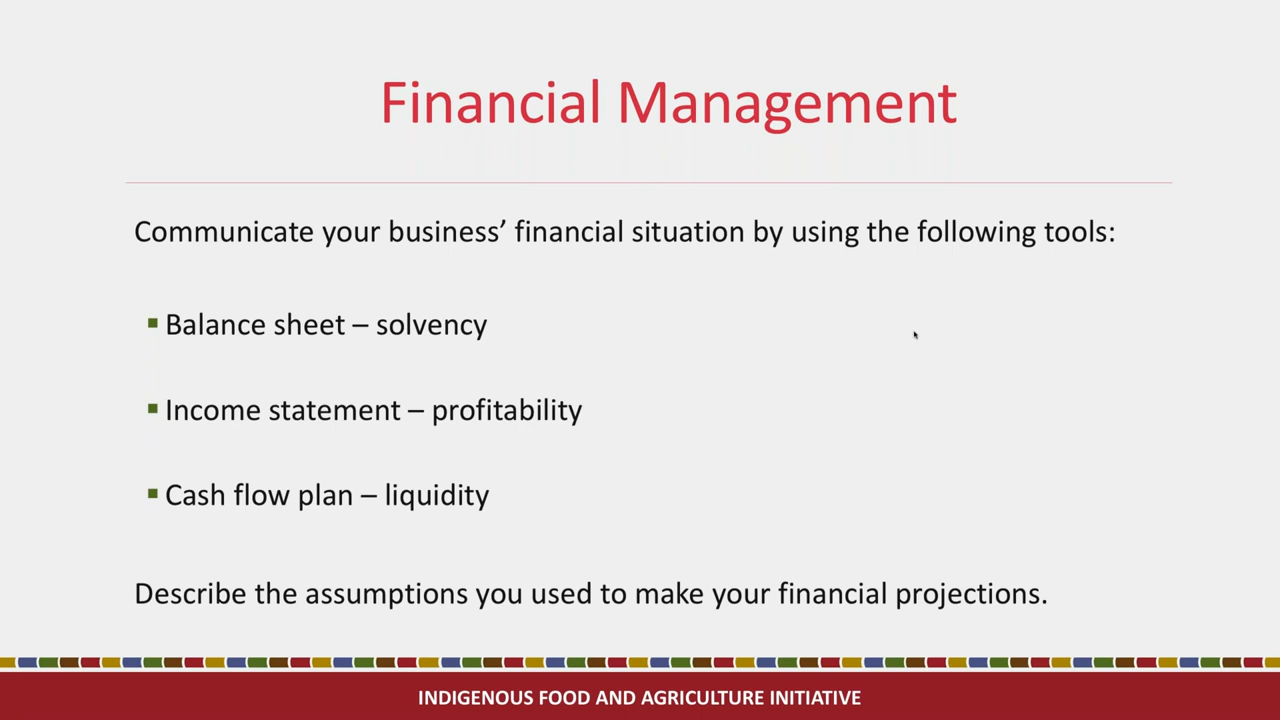 Financial Management
Communicate your business’ financial situation by using the following tools:
▪ Balance sheet – solvency
▪ Income statement – profitability
▪ Cash flow plan – liquidity
Describe the assumptions you used to make your financial projections.
INDIGENOUS FOOD AND AGRICULTURE INITIATIVE